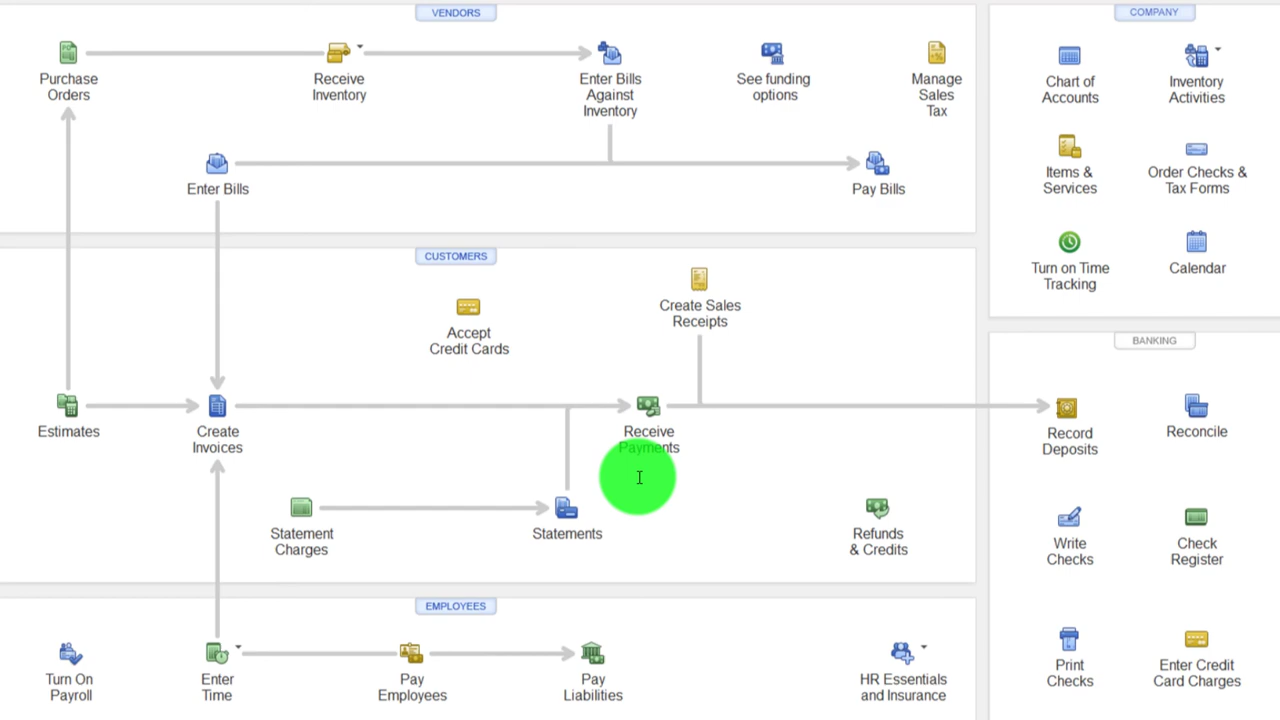 VENDORS
Purchase
Orders
Receive
Inventory
Enter Bills
Against
Inventory
See funding
options
Manage
Sales
Tax
Enter Bills
Pay Bills
CUSTOMERS
Create Sales
Receipts
Accept
Credit Cards
Estimates
Create
Invoices
Receive
Payments
Statement
Charges
Statements
Refunds
& Credits
EMPLOYEES
Turn On
Payroll
Enter
Time
Pay
Employees
Pay
Liabilities
HR Essentials
and Insurance
COMPANY
Chart of
Accounts
Inventory
Activities
Items &
Services
Order Checks &
Tax Forms
Turn on Time
Tracking
Calendar
BANKING
Record
Deposits
Reconcile
Write
Checks
Check
Register
Print
Checks
Enter Credit
Card Charges